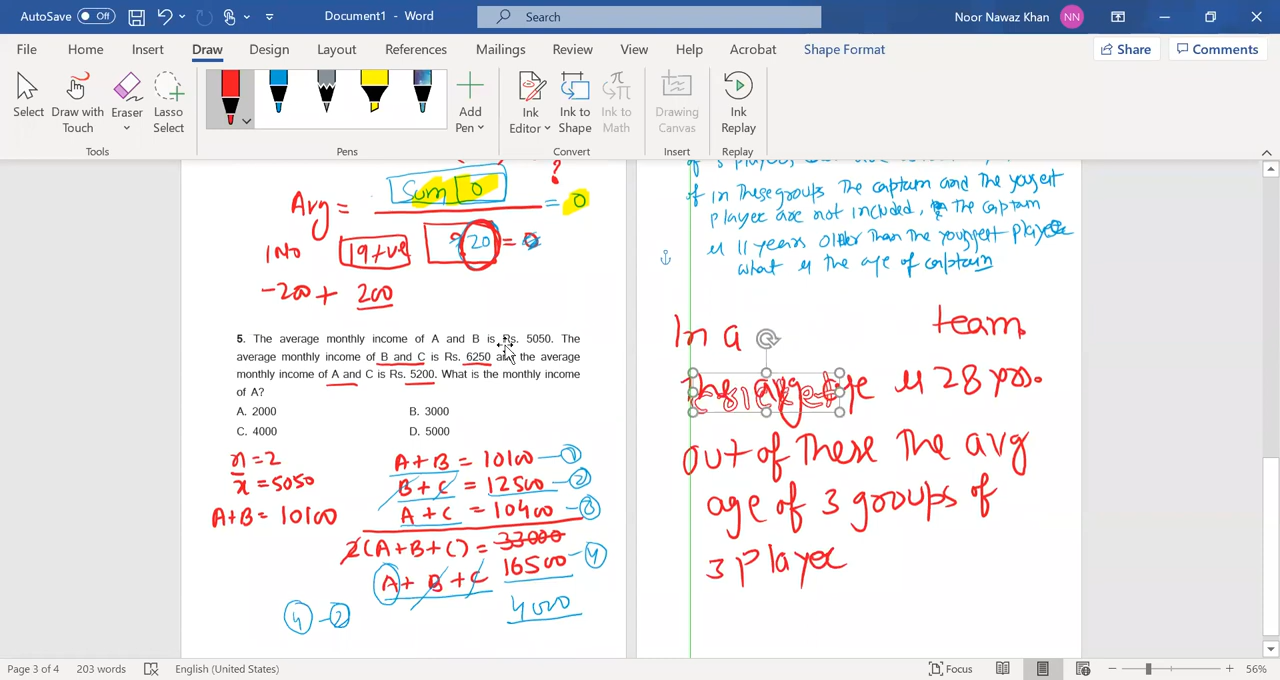 AutoSave Off
Document1 - Word
Search
Noor Nawaz Khan NN
File Home Insert Draw Design Layout References Mailings Review View Help Acrobat Shape Format Share Comments
Select Draw with Touch Eraser Lasso Select Add Pen Ink Editor Ink to Shape Ink to Math Drawing Canvas Ink Replay
Tools Pens Convert Insert Replay
?
Avg = Sum 0 = 0
20 = 0
1 No 19 +ve
-200 + 200
5. The average monthly income of A and B is Rs. 5050. The
average monthly income of B and C is Rs. 6250 and the average
monthly income of A and C is Rs. 5200. What is the monthly income
of A?
A. 2000 B. 3000
C. 4000 D. 5000
n = 2
x = 5050
A+B = 10100
A+B = 10100 - 1
B+C = 12500 - 2
A+C = 10400 - 3
2(A+B+C) = 33000
A+B+C 16500 - 4
4 - 2 4000
of 3 player,
of in these groups the captain and the
player are not included, the captain
11 years older than the player
what the age of captain
In a team
the avg age 28 yrs.
out of these the avg
age of 3 groups of
3 player
Page 3 of 4 203 words English (United States) Focus 56%